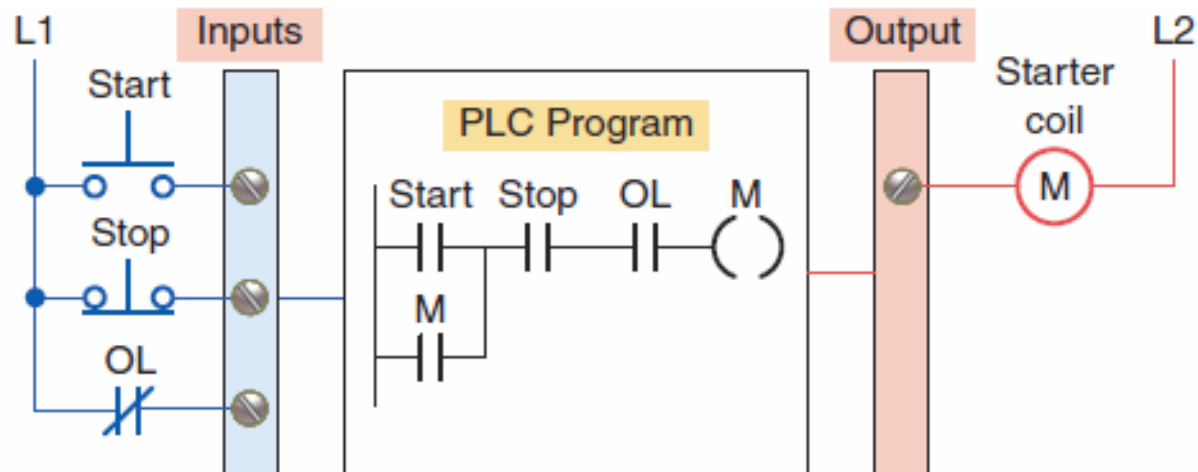 L1
Inputs
Output
L2
Start
Starter
coil
PLC Program
M
Start Stop OL M
Stop
M
OL